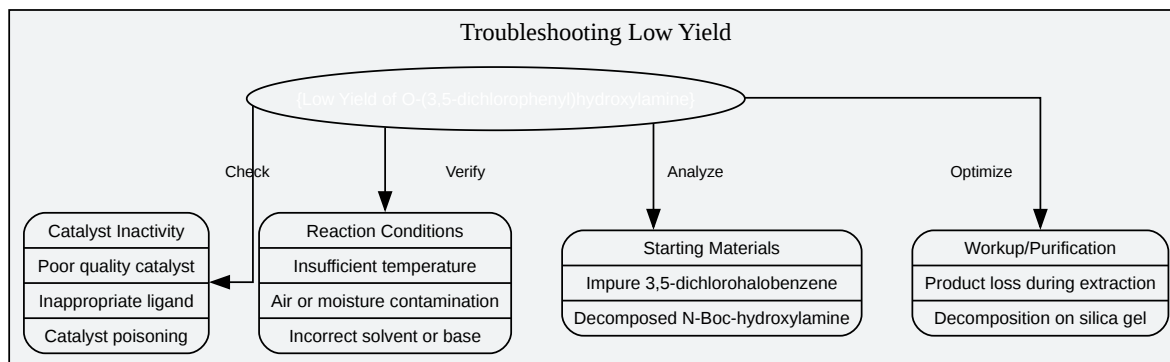 Troubleshooting Low Yield
{Low Yield of O-(3,5-dichlorophenyl)hydroxylamine}
Check
Verify
Analyze
Optimize
Catalyst Inactivity
Poor quality catalyst
Inappropriate ligand
Catalyst poisoning
Reaction Conditions
Insufficient temperature
Air or moisture contamination
Incorrect solvent or base
Starting Materials
Impure 3,5-dichlorohalobenzene
Decomposed N-Boc-hydroxylamine
Workup/Purification
Product loss during extraction
Decomposition on silica gel